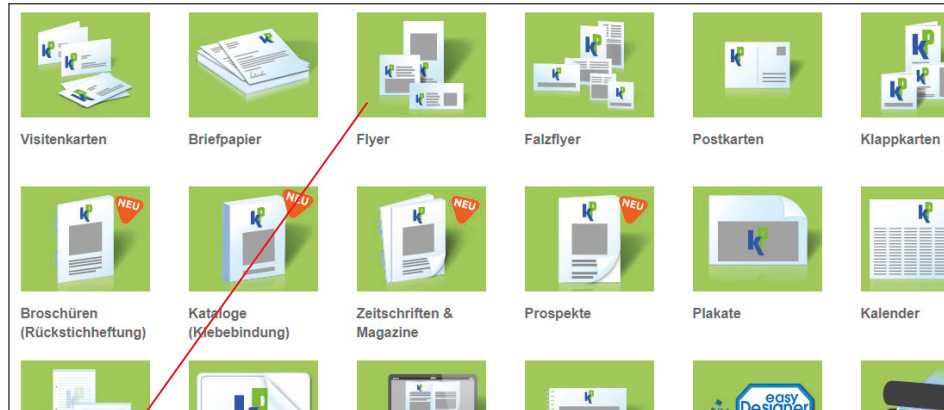 Visitenkarten
Briefpapier
Flyer
Falzflyer
Postkarten
Klappkarten
NEU
NEU
NEU
NEU
Broschüren
(Rückstichheftung)
Kataloge
(Klebebindung)
Zeitschriften &
Magazine
Prospekte
Plakate
Kalender
easy
Designer